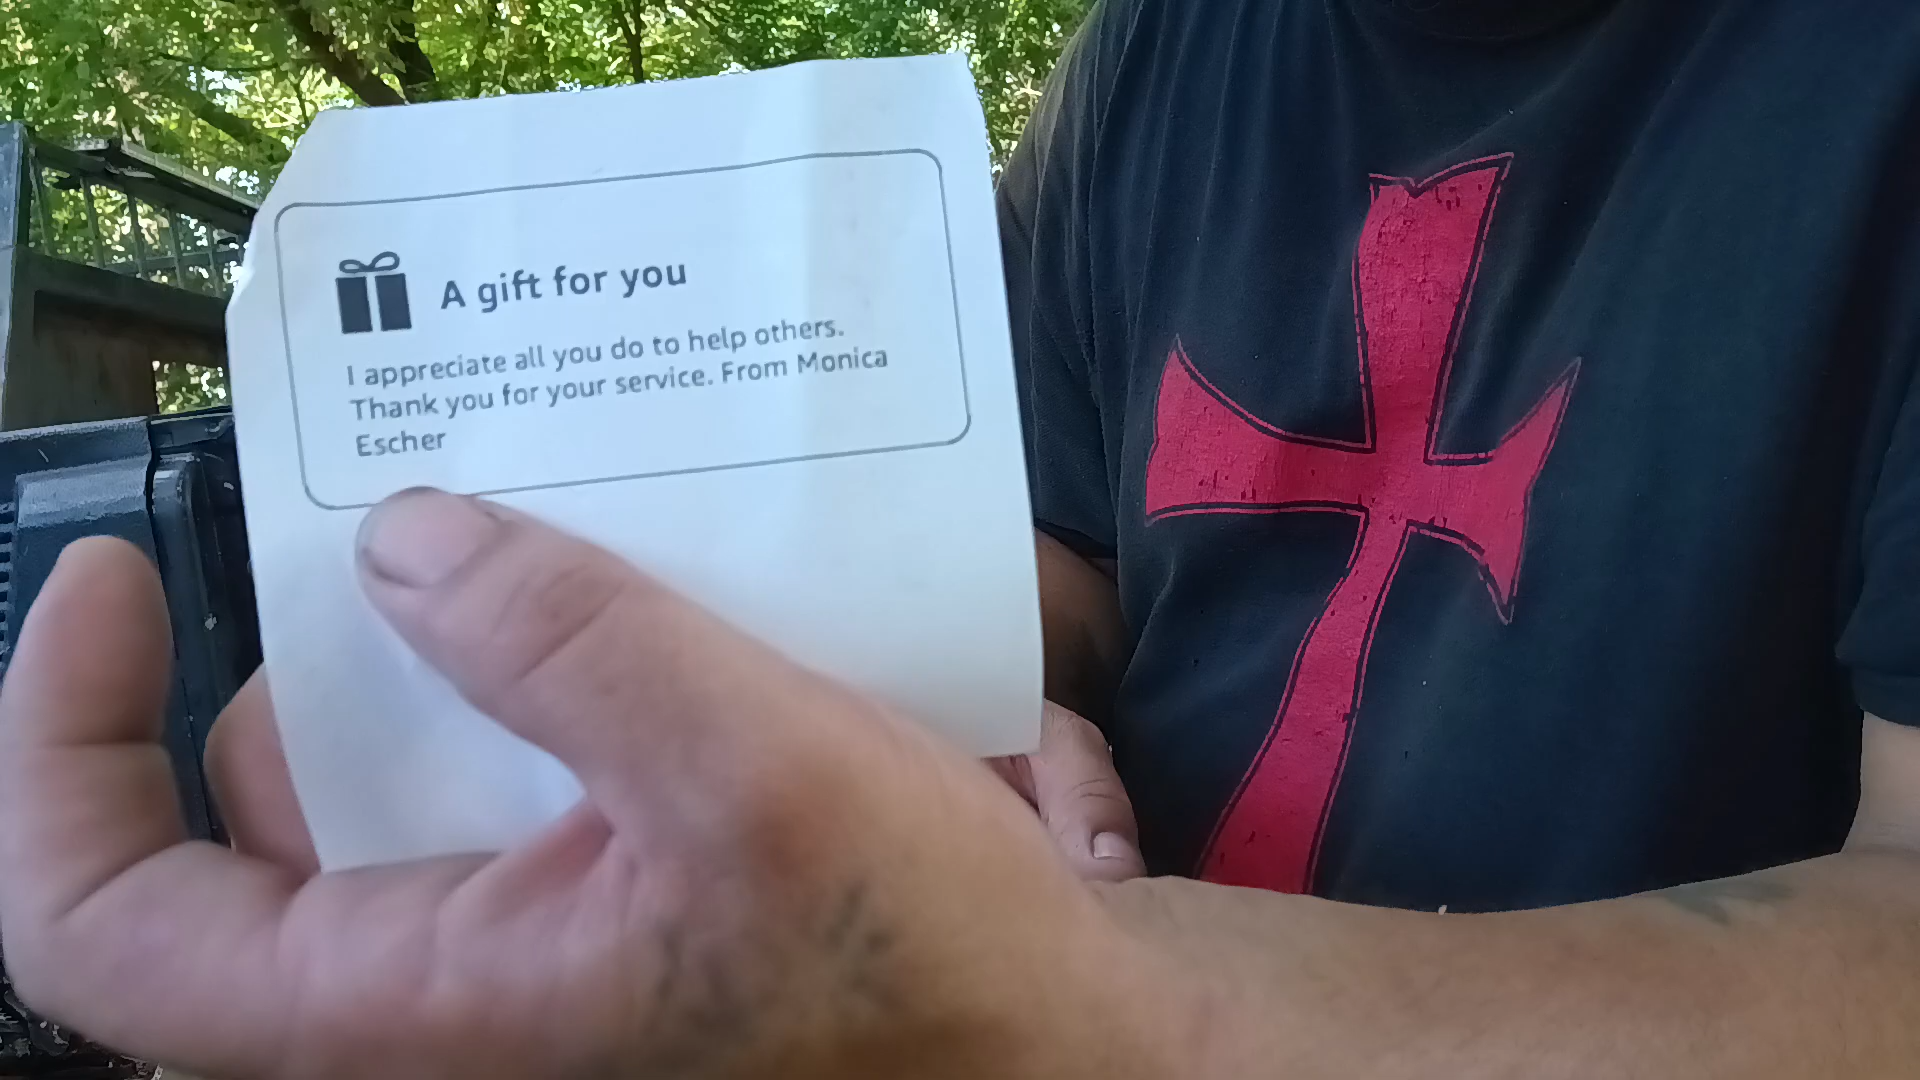 A gift for you
I appreciate all you do to help others.
Thank you for your service. From Monica
Escher